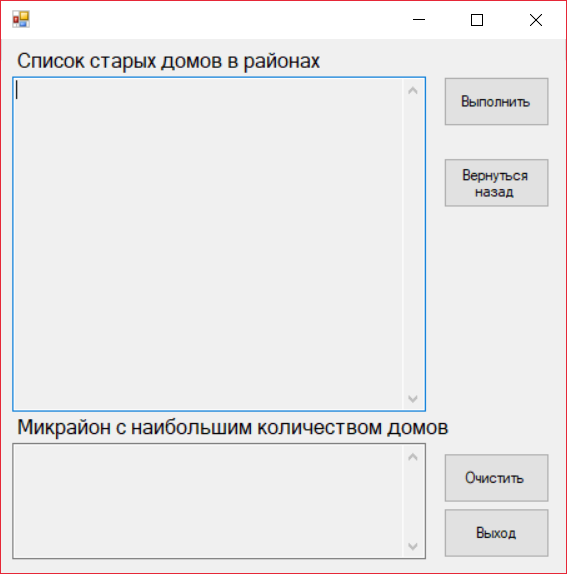 Список старых домов в районах
Выполнить
Вернуться
назад
Микрайон с наибольшим количеством домов
Очистить
Выход